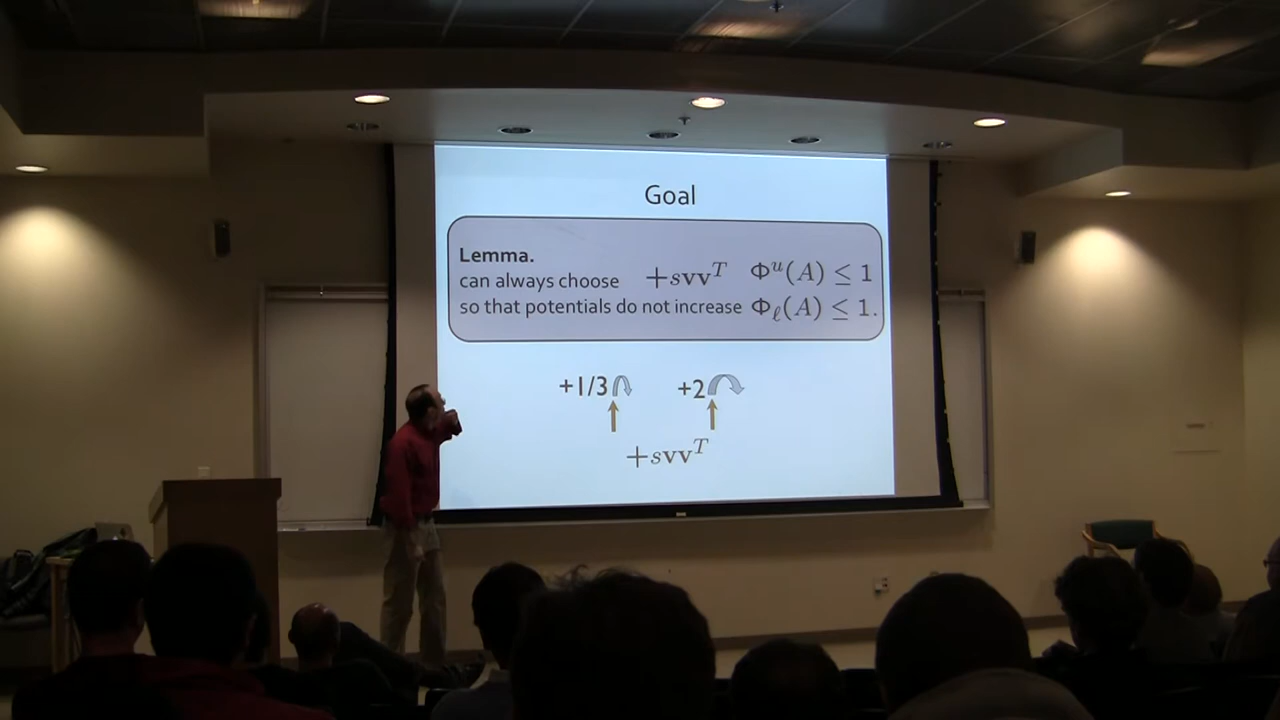 Goal
Lemma.
can always choose +svv^T Φ^u(A) ≤ 1
so that potentials do not increase Φ_ℓ(A) ≤ 1.
+1/3 +2
+svv^T